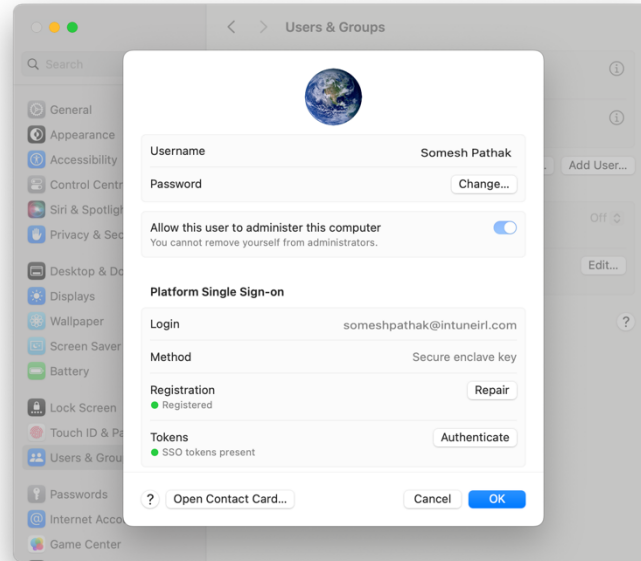 Users & Groups
Search
General
Appearance
Accessibility
Control Centr
Siri & Spotligh
Privacy & Sec
Desktop & Do
Displays
Wallpaper
Screen Saver
Battery
Lock Screen
Touch ID & Pa
Users & Grou
Passwords
Internet Acco
Game Center
Add User...
Off
Edit...
?
Username Somesh Pathak
Password Change...
Allow this user to administer this computer
You cannot remove yourself from administrators.
Platform Single Sign-on
Login someshpathak@intuneirl.com
Method Secure enclave key
Registration Repair
Registered
Tokens Authenticate
SSO tokens present
? Open Contact Card... Cancel OK